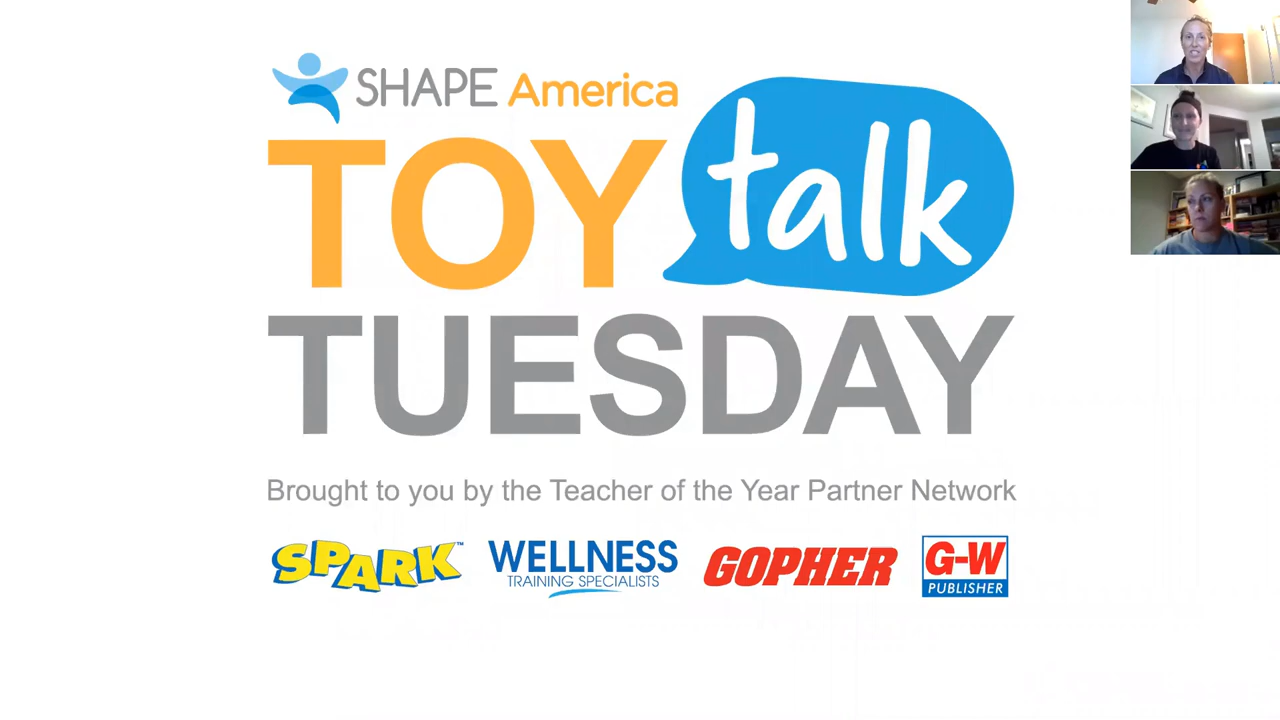 SHAPE America
TOY talk
TUESDAY
Brought to you by the Teacher of the Year Partner Network
SPARK™ WELLNESS TRAINING SPECIALISTS GOPHER G-W PUBLISHER